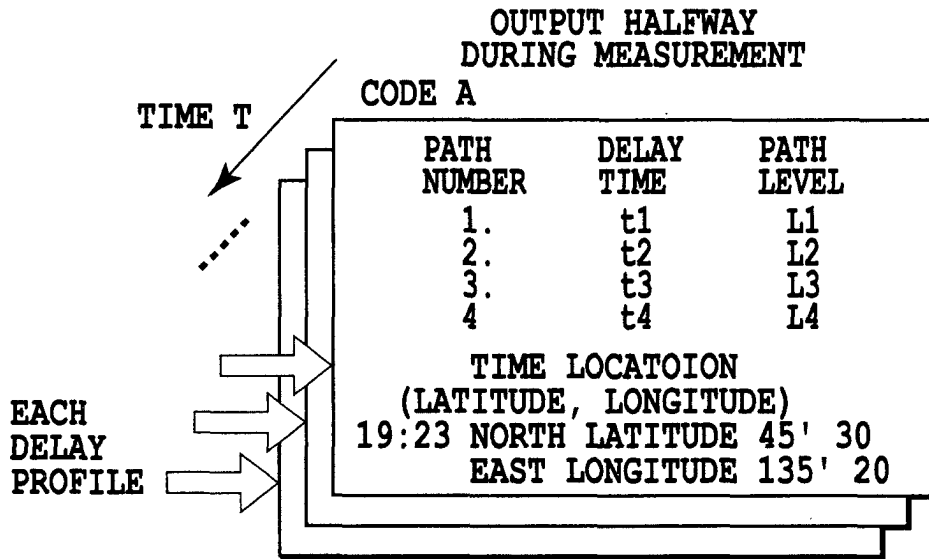 OUTPUT HALFWAY
DURING MEASUREMENT
TIME T
CODE A
PATH NUMBER DELAY TIME PATH LEVEL
1. t1 L1
2. t2 L2
3. t3 L3
4 t4 L4
TIME LOCATOION
(LATITUDE, LONGITUDE)
19:23 NORTH LATITUDE 45' 30
EAST LONGITUDE 135' 20
EACH
DELAY
PROFILE